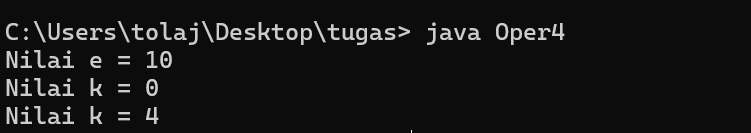 C:\Users\tolaj\Desktop\tugas> java Oper4
Nilai e = 10
Nilai k = 0
Nilai k = 4